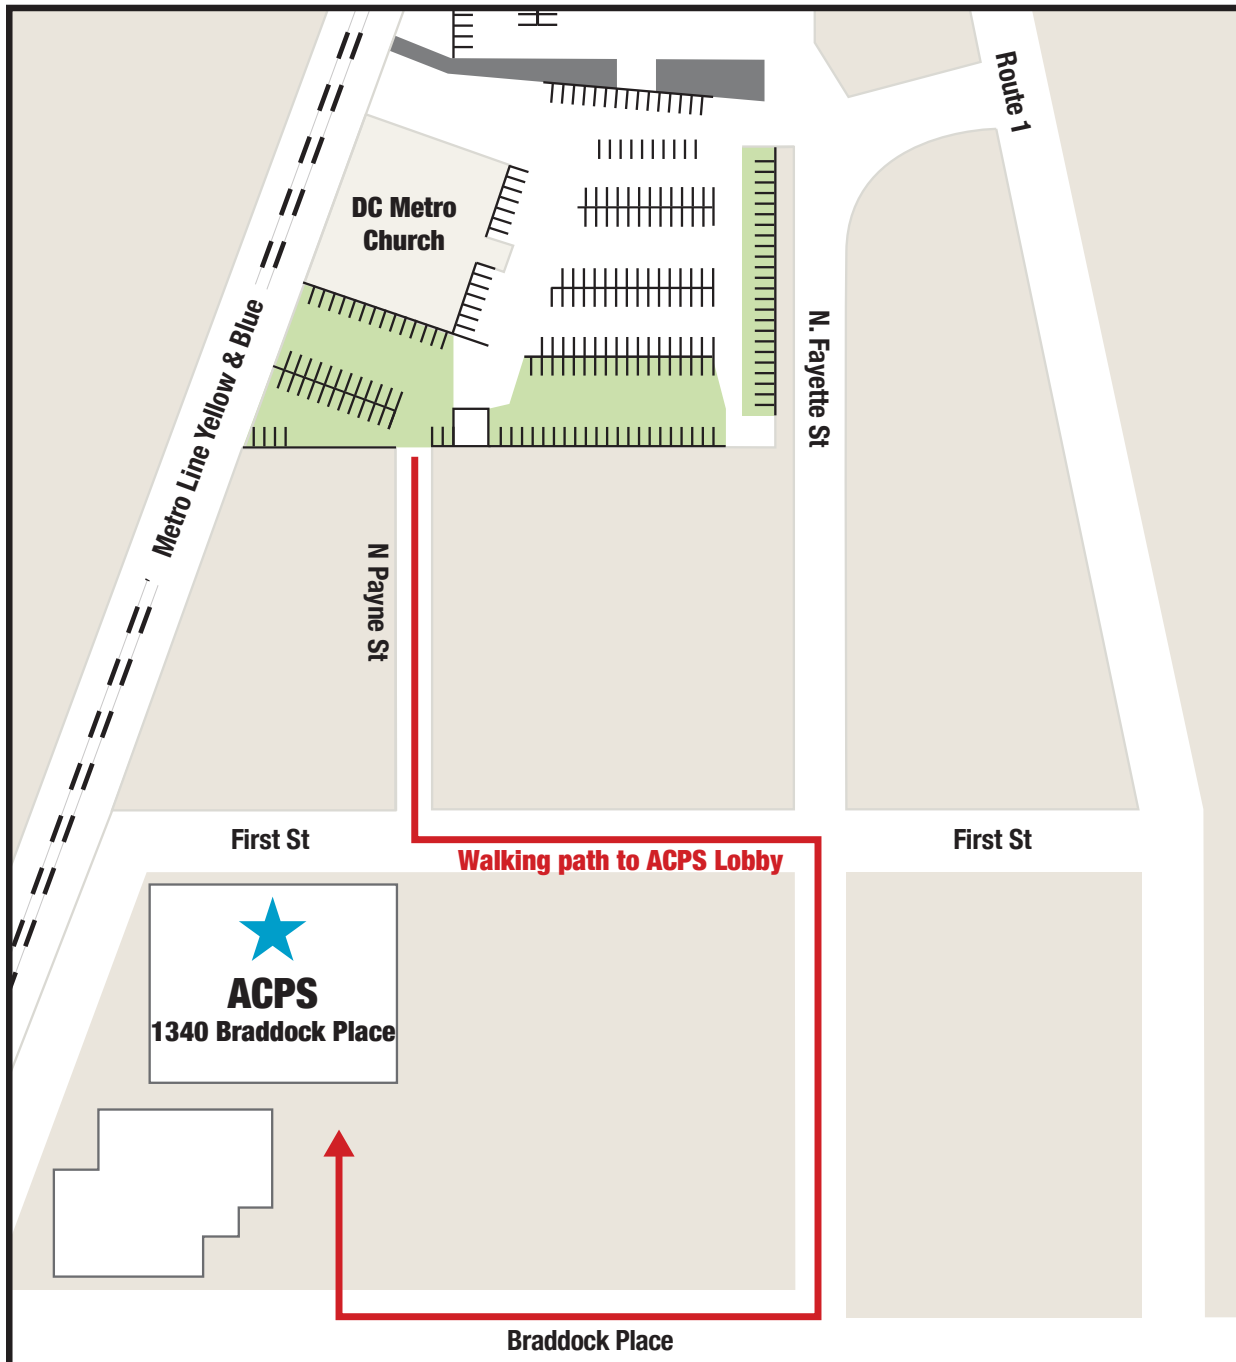 Route 1
DC Metro
Church
Metro Line Yellow & Blue
N. Fayette St
N Payne St
First St
First St
Walking path to ACPS Lobby
ACPS
1340 Braddock Place
Braddock Place